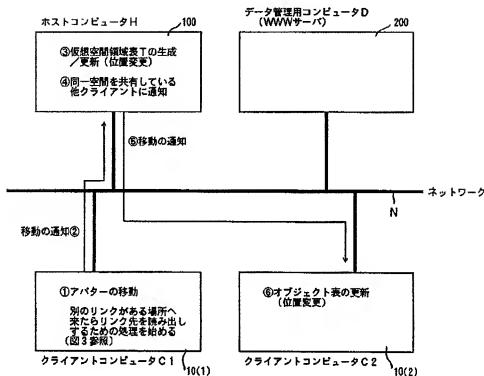 ホストコンピュータH
100
③仮想空間領域表Tの生成
／更新（位置変更）
④同一空間を共有している
他クライアントに通知
データ管理用コンピュータD
（WWWサーバ）
200
⑤移動の通知
ネットワーク
N
移動の通知②
①アバターの移動
別のリンクがある場所へ
来たらリンク先を読み出し
するための処理を始める
（図3参照）
クライアントコンピュータC1
10(1)
⑥オブジェクト表の更新
（位置変更）
クライアントコンピュータC2
10(2)